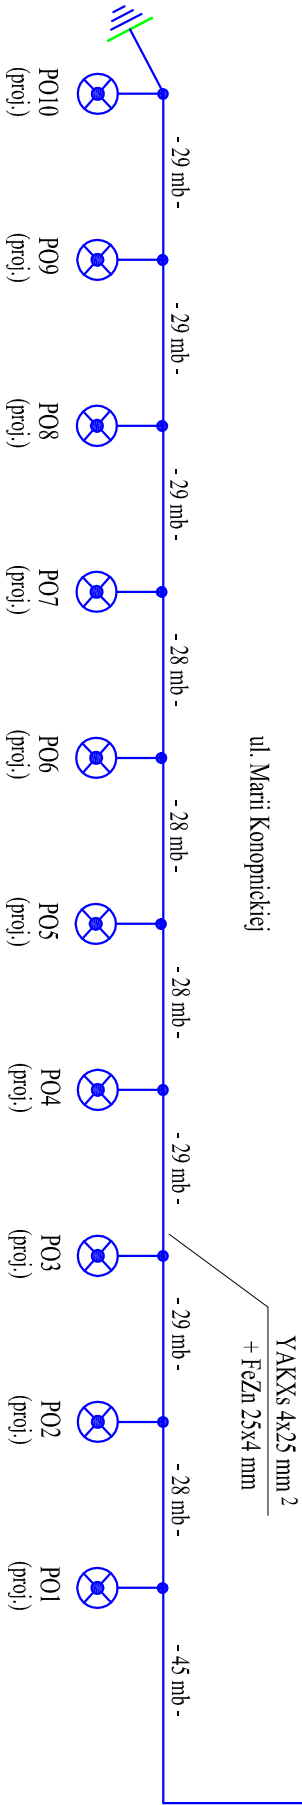 PO10
(proj.)
- 29 mb -
PO9
(proj.)
- 29 mb -
PO8
(proj.)
- 29 mb -
PO7
(proj.)
- 28 mb -
ul. Marii Konopnickiej
PO6
(proj.)
- 28 mb -
PO5
(proj.)
- 28 mb -
PO4
(proj.)
- 29 mb -
PO3
(proj.)
- 29 mb -
YAKXs 4x25 mm 2
+ FeZn 25x4 mm
PO2
(proj.)
- 28 mb -
PO1
(proj.)
- 45 mb -